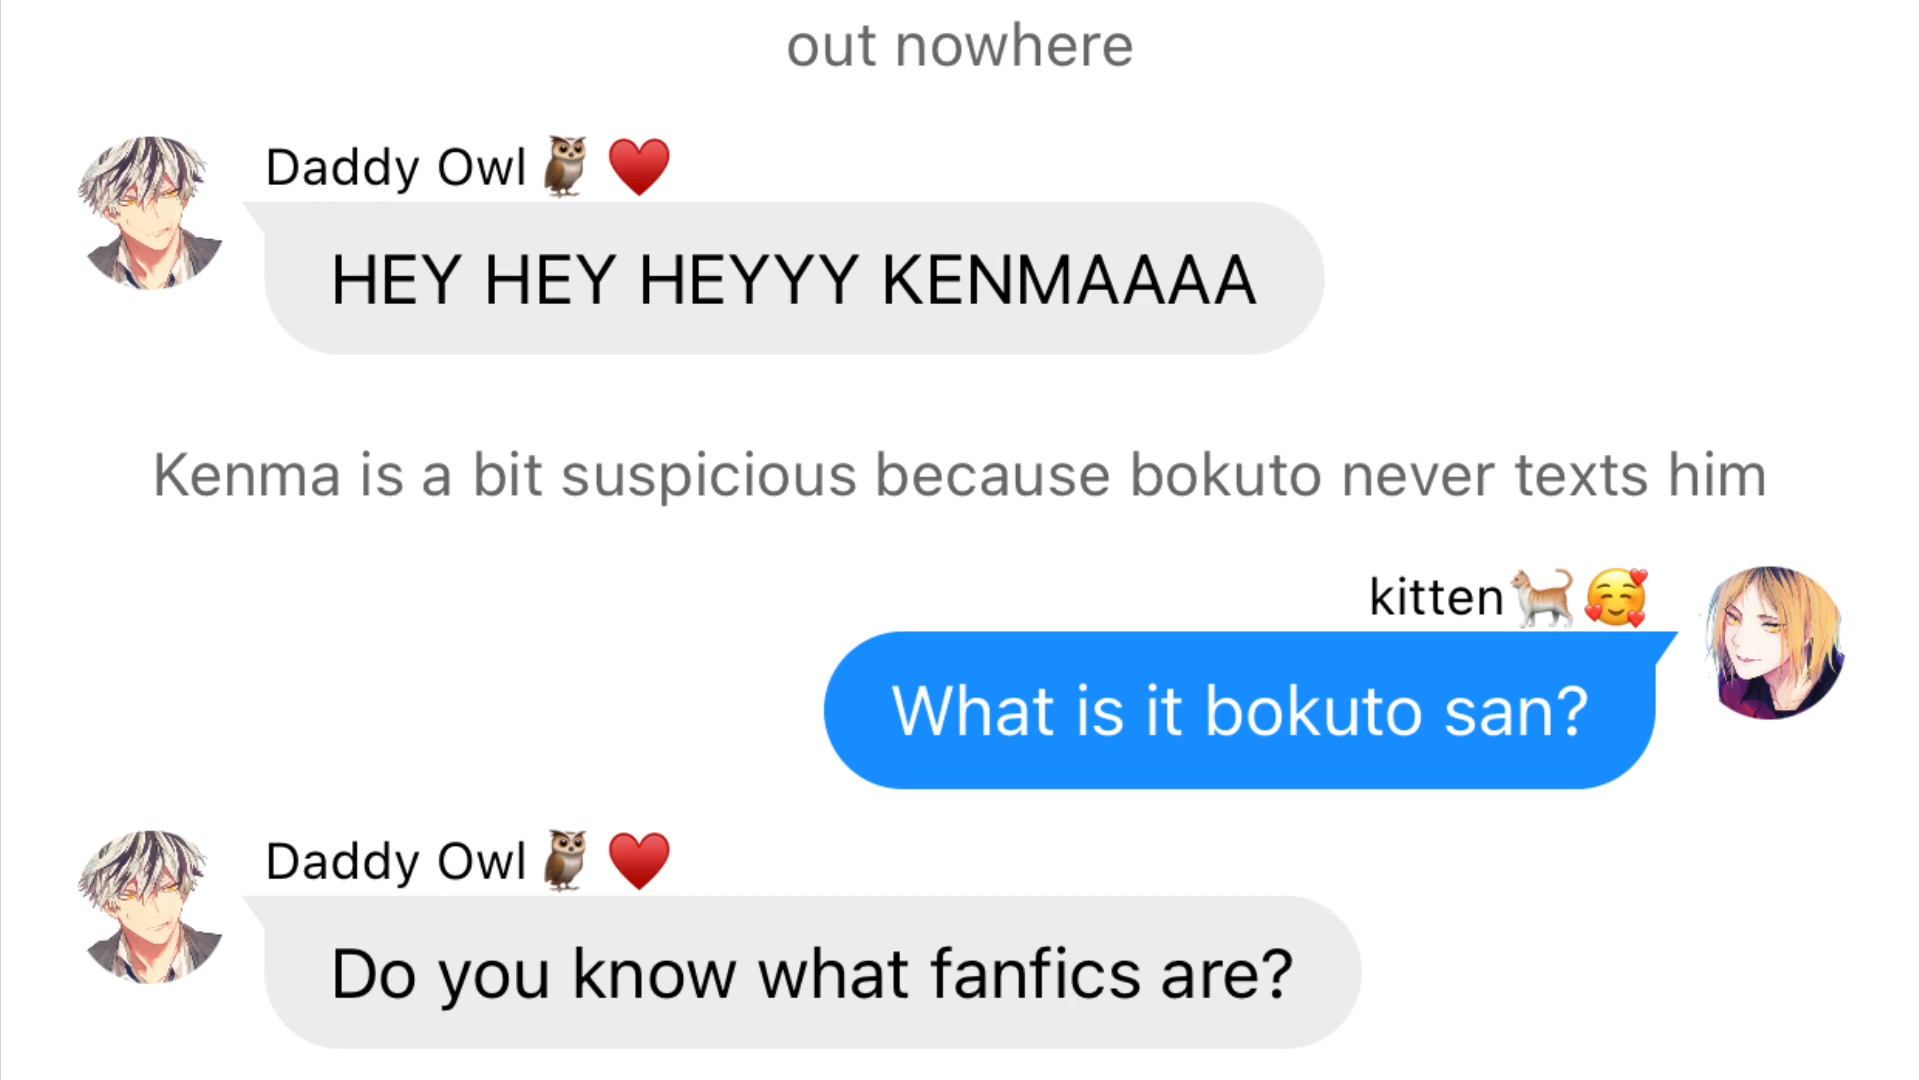 out nowhere
Daddy Owl🦉♥️
HEY HEY HEYYY KENMAAAA
Kenma is a bit suspicious because bokuto never texts him
kitten🐈🥰
What is it bokuto san?
Daddy Owl🦉♥️
Do you know what fanfics are?